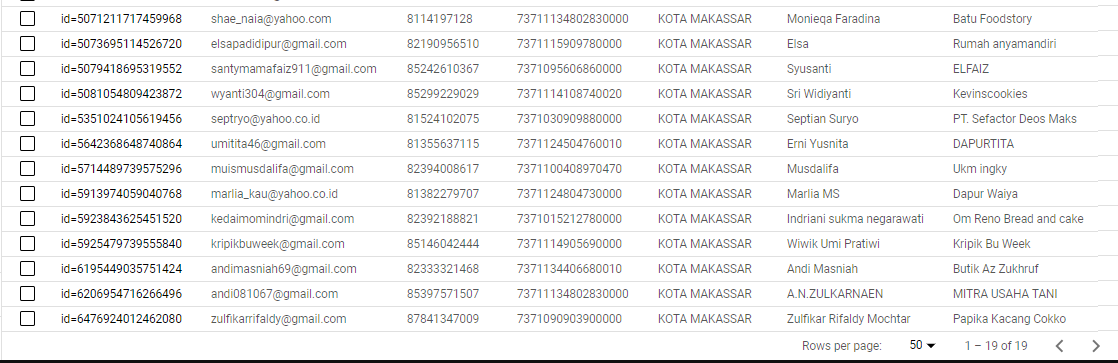 id=5071211717459968 shae_naia@yahoo.com 8114197128 73711134802830000 KOTA MAKASSAR Monieqa Faradina Batu Foodstory
id=5073695114526720 elsapadidipur@gmail.com 82190956510 7371115909780000 KOTA MAKASSAR Elsa Rumah anyamandiri
id=5079418695319552 santymamafaiz911@gmail.com 85242610367 7371095606860000 KOTA MAKASSAR Syusanti ELFAIZ
id=5081054809423872 wyanti304@gmail.com 85299229029 7371114108740020 KOTA MAKASSAR Sri Widiyanti Kevinscookies
id=5351024105619456 septryo@yahoo.co.id 81524102075 7371030909880000 KOTA MAKASSAR Septian Suryo PT. Sefactor Deos Maks
id=5642368648740864 umitita46@gmail.com 81355637115 7371124504760010 KOTA MAKASSAR Erni Yusnita DAPURTITA
id=5714489739575296 muismusdalifa@gmail.com 82394008617 7371100408970470 KOTA MAKASSAR Musdalifa Ukm ingky
id=5913974059040768 marlia_kau@yahoo.co.id 81382279707 7371124804730000 KOTA MAKASSAR Marlia MS Dapur Waiya
id=5923843625451520 kedaimomindri@gmail.com 82392188821 7371015212780000 KOTA MAKASSAR Indriani sukma negarawati Om Reno Bread and cake
id=5925479739555840 kripikbuweek@gmail.com 85146042444 7371114905690000 KOTA MAKASSAR Wiwik Umi Pratiwi Kripik Bu Week
id=6195449035751424 andimasniah69@gmail.com 82333321468 7371134406680010 KOTA MAKASSAR Andi Masniah Butik Az Zukhruf
id=6206954716266496 andi081067@gmail.com 85397571507 73711134802830000 KOTA MAKASSAR A.N.ZULKARNAEN MITRA USAHA TANI
id=6476924012462080 zulfikarrifaldy@gmail.com 87841347009 7371090903900000 KOTA MAKASSAR Zulfikar Rifaldy Mochtar Papika Kacang Cokko
Rows per page: 50 1 – 19 of 19